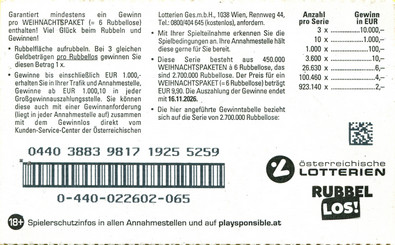 Garantiert mindestens ein Gewinn
pro WEIHNACHTSPAKET (= 6 Rubbellose)
enthalten! Viel Glück beim Rubbeln und
Gewinnen!
• Rubbelfläche aufrubbeln. Bei 3 gleichen
Geldbeträgen pro Rubbellos gewinnen Sie
diesen Betrag 1 x.
• Gewinne bis einschließlich EUR 1.000,-
erhalten Sie in Ihrer Trafik und Annahmestelle,
Gewinne ab EUR 1.000,10 in jeder
Großgewinnauszahlungsstelle. Sie können
diese auch mit einer Gewinnanforderung
(liegt in jeder Annahmestelle auf) zusammen
mit dem Gewinnlos direkt vom
Kunden-Service-Center der Österreichischen
Lotterien Ges.m.b.H., 1038 Wien, Rennweg 44,
Tel.: 0800/404 645 (kostenlos), anfordern.
• Mit Ihrer Spielteilnahme erkennen Sie die
Spielbedingungen an. Ihre Annahmestelle hält
diese gerne für Sie bereit.
• Diese Serie besteht aus 450.000
WEIHNACHTSPAKETEN à 6 Rubbellose, das
sind 2.700.000 Rubbellose. Der Preis für ein
WEIHNACHTSPAKET (= 6 Rubbellose) beträgt
EUR 9,90. Die Auszahlung der Gewinne endet
mit 16.11.2026.
• Die hier angeführte Gewinntabelle bezieht
sich auf die Serie von 2.700.000 Rubbellose:
Anzahl Gewinn
pro Serie in EUR
3 x 10.000,-
10 x 1.000,-
1.000 x 100,-
3.600 x 10,-
26.630 x 6,-
100.460 x 4,-
923.140 x 2,-
0440 3883 9817 1925 5259
0-440-022602-065
österreichische
LOTTERIEN
RUBBEL
LOS!
18+ Spielerschutzinfos in allen Annahmestellen und auf playsponsible.at